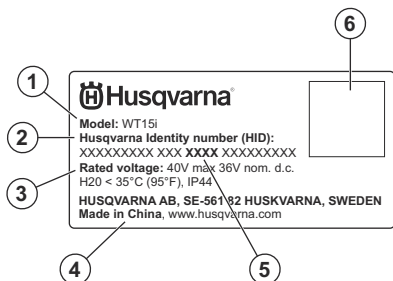 6
1
Husqvarna
Model: WT15i
2
Husqvarna Identity number (HID):
XXXXXXXXX XXX XXXX XXXXXXXXX
3
Rated voltage: 40V max 36V nom. d.c.
H20 < 35°C (95°F), IP44
HUSQVARNA AB, SE-561 82 HUSKVARNA, SWEDEN
Made in China, www.husqvarna.com
4
5